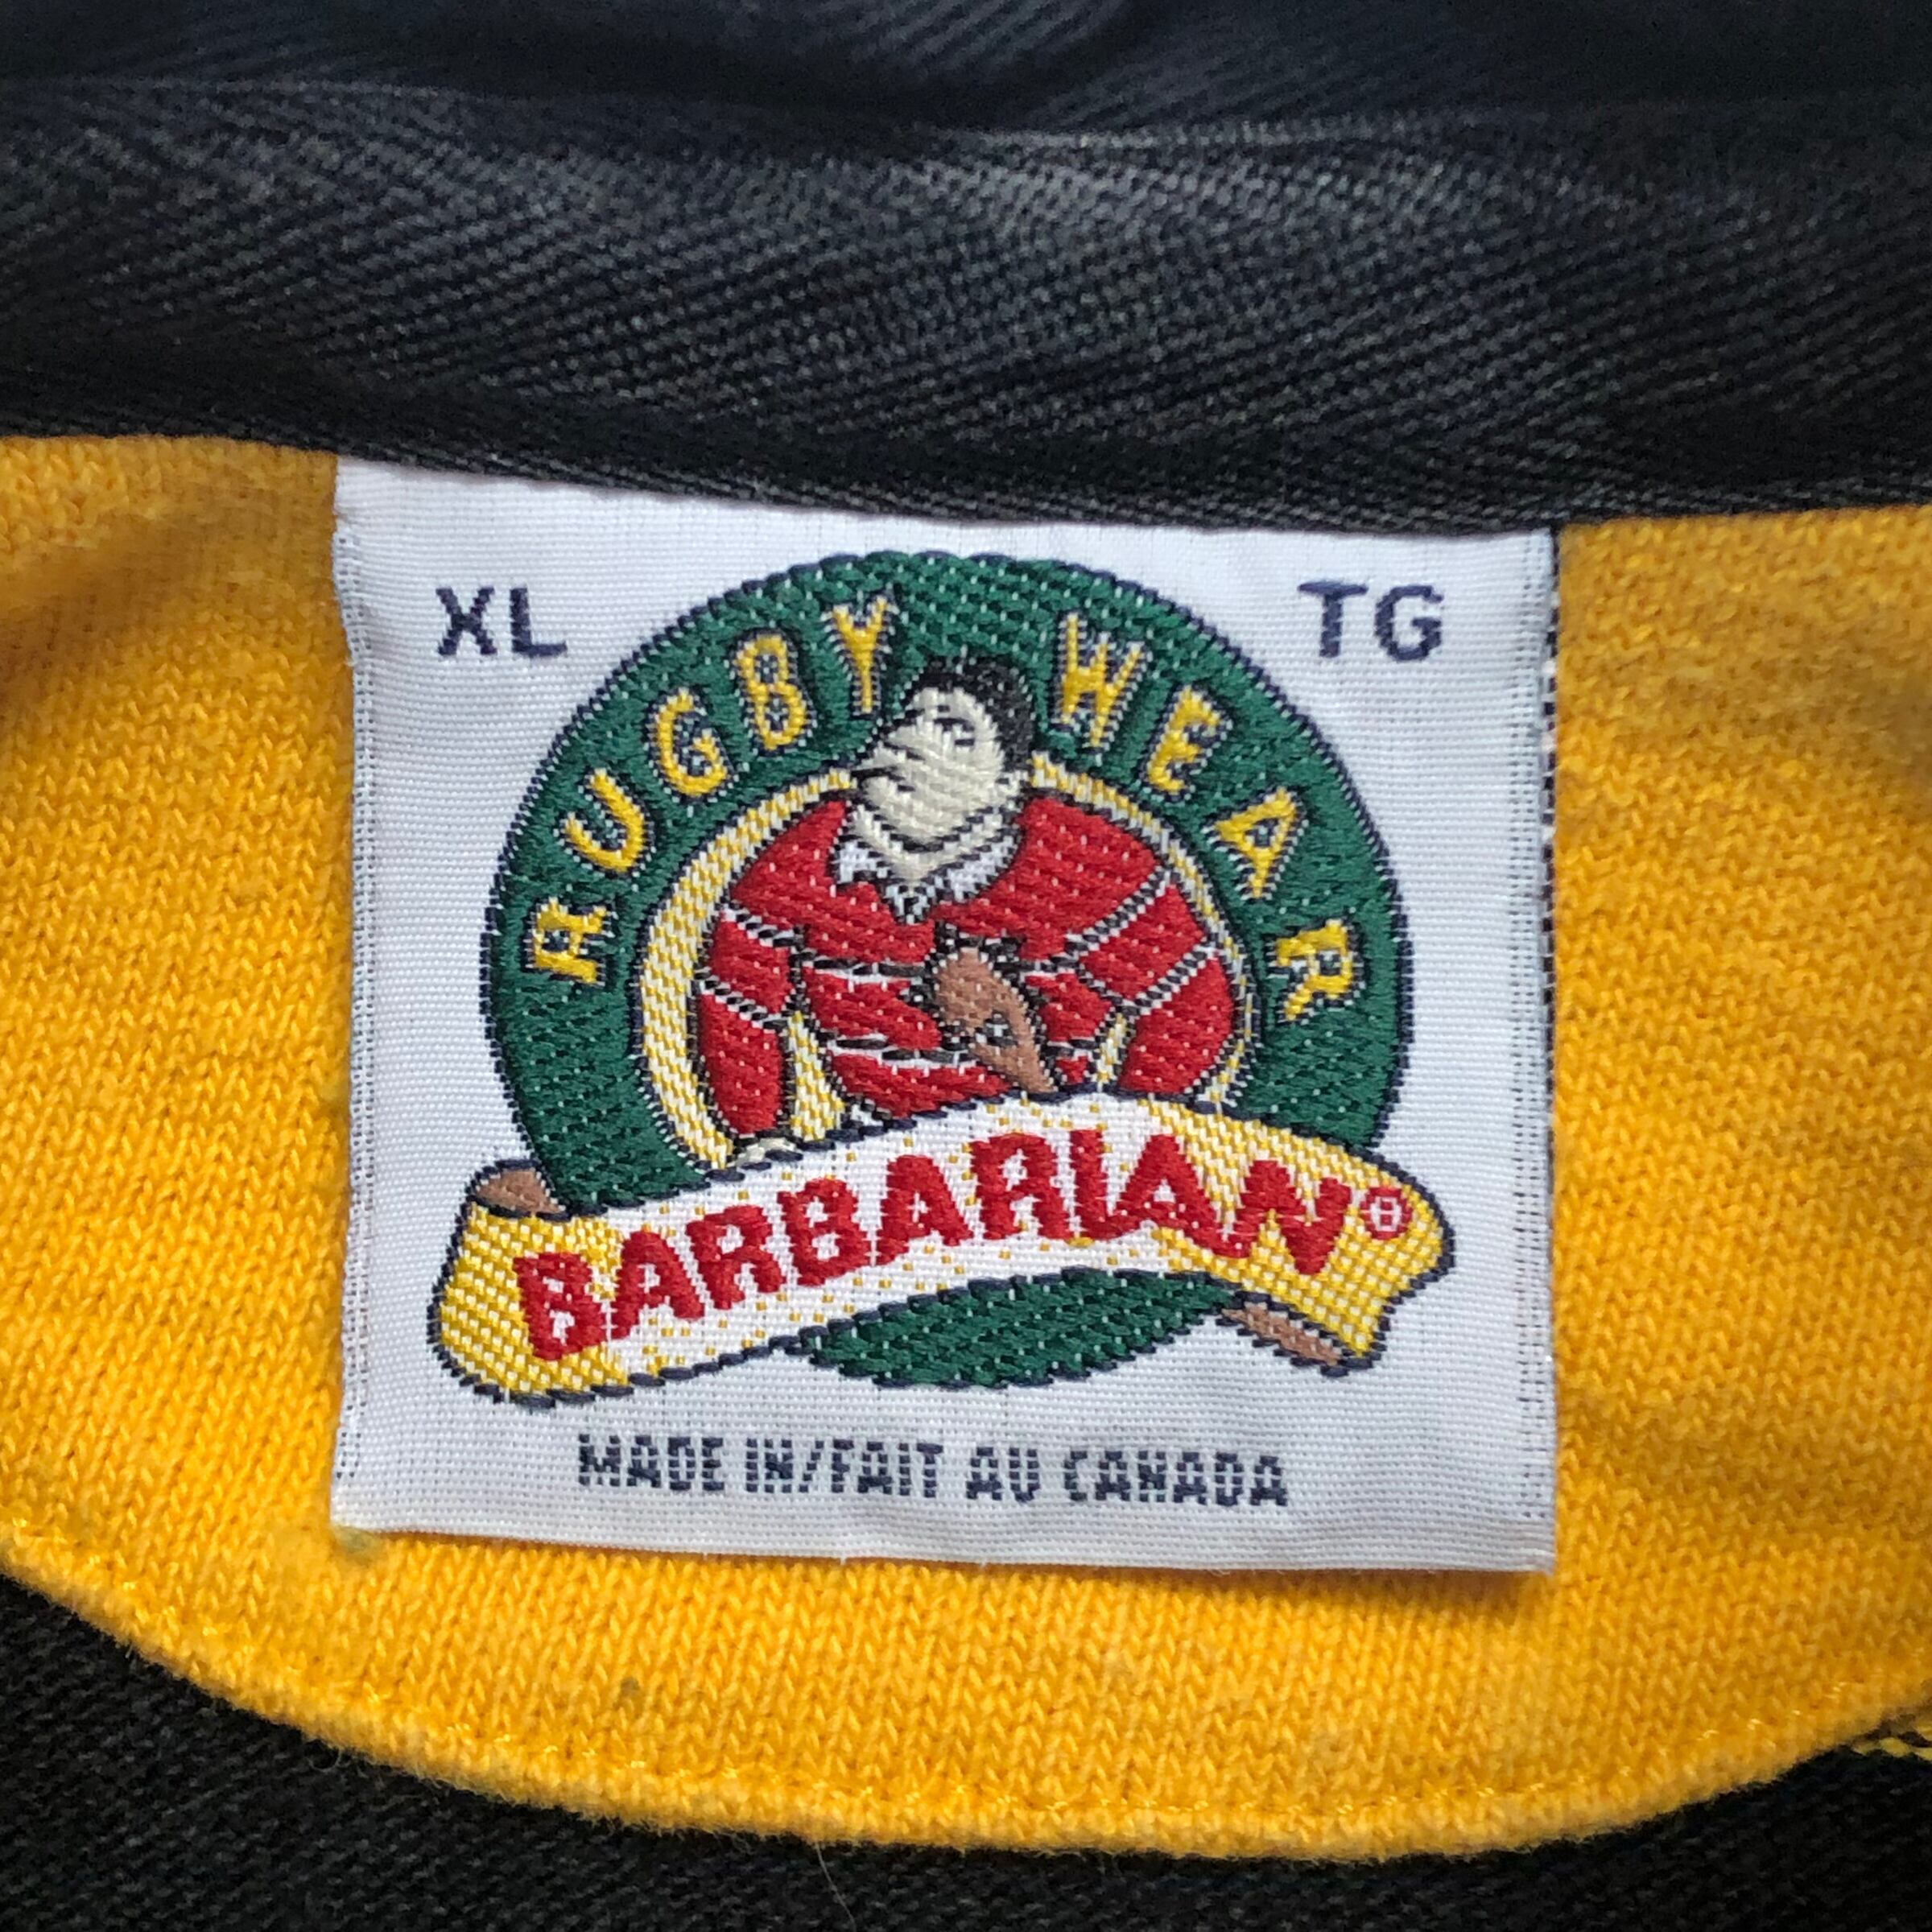 XL TG
RUGBY WEAR
BARBARIAN®
MADE IN/FAIT AU CANADA